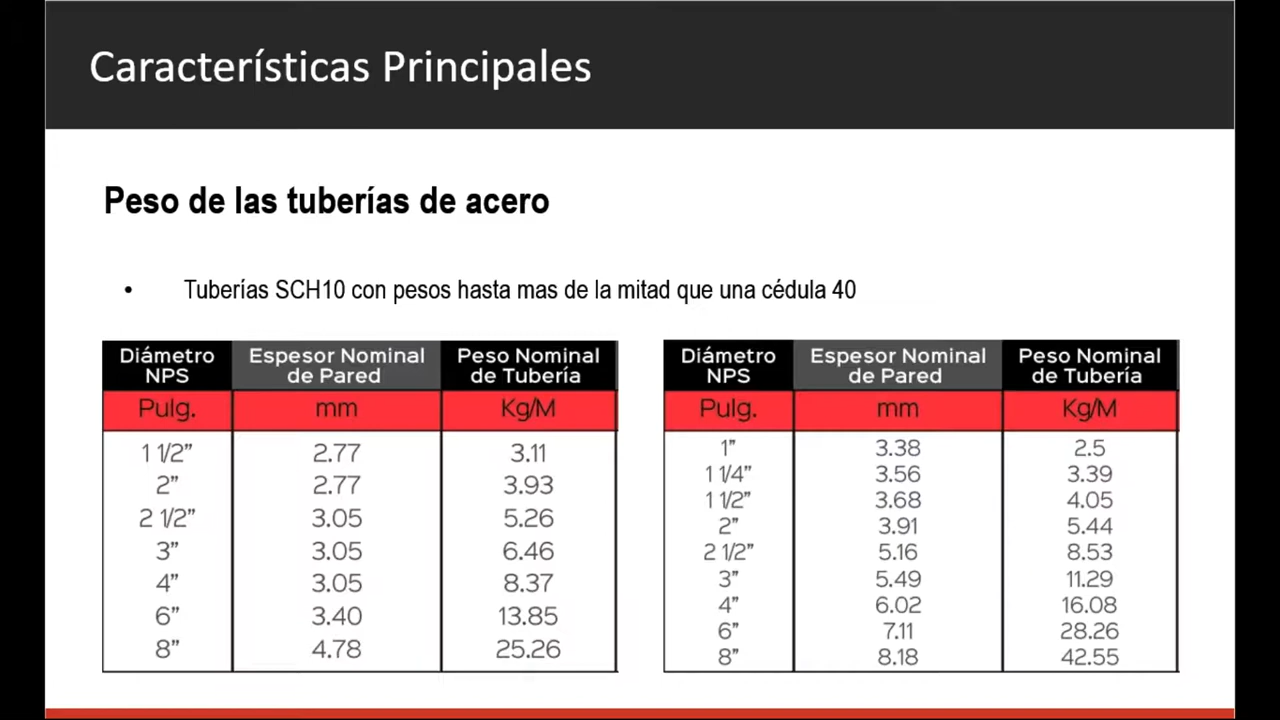 Características Principales
Peso de las tuberías de acero
• Tuberías SCH10 con pesos hasta mas de la mitad que una cédula 40
Diámetro NPS Espesor Nominal de Pared Peso Nominal de Tubería
Pulg. mm Kg/M
1 1/2” 2.77 3.11
2” 2.77 3.93
2 1/2” 3.05 5.26
3” 3.05 6.46
4” 3.05 8.37
6” 3.40 13.85
8” 4.78 25.26
Diámetro NPS Espesor Nominal de Pared Peso Nominal de Tubería
Pulg. mm Kg/M
1” 3.38 2.5
1 1/4” 3.56 3.39
1 1/2” 3.68 4.05
2” 3.91 5.44
2 1/2” 5.16 8.53
3” 5.49 11.29
4” 6.02 16.08
6” 7.11 28.26
8” 8.18 42.55